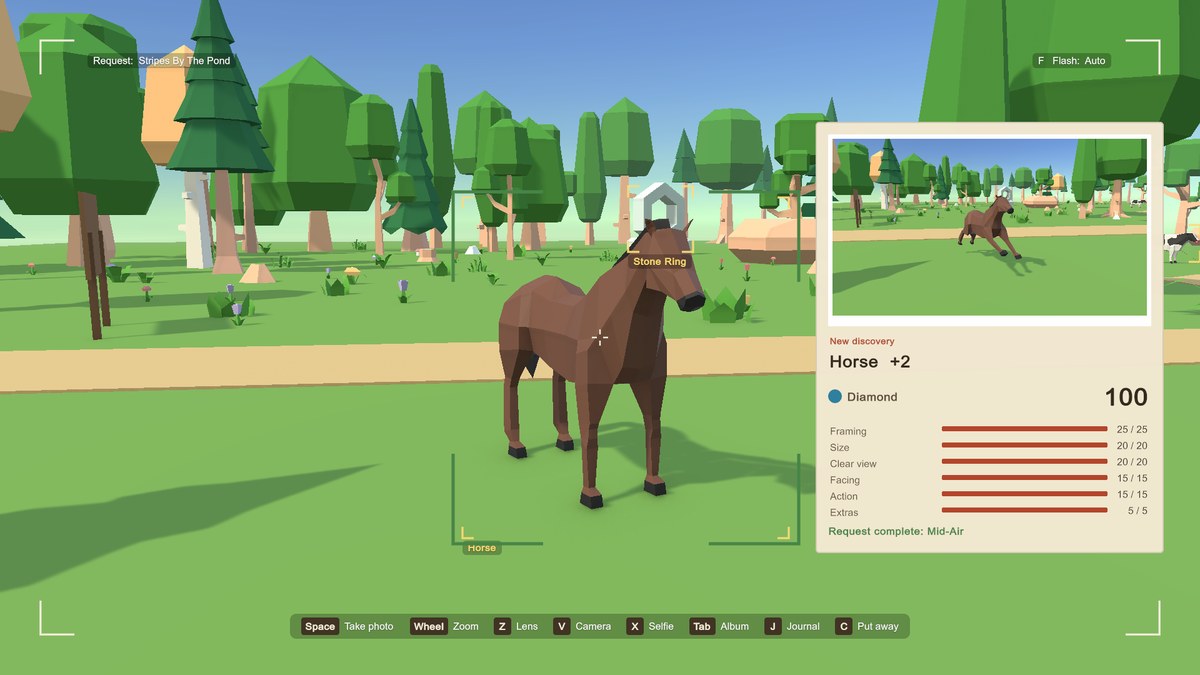 Request: Stripes By The Pond
F Flash: Auto
Stone Ring
Horse
New discovery
Horse +2
Diamond 100
Framing 25 / 25
Size 20 / 20
Clear view 20 / 20
Facing 15 / 15
Action 15 / 15
Extras 5 / 5
Request complete: Mid-Air
Space Take photo Wheel Zoom Z Lens V Camera X Selfie Tab Album J Journal C Put away